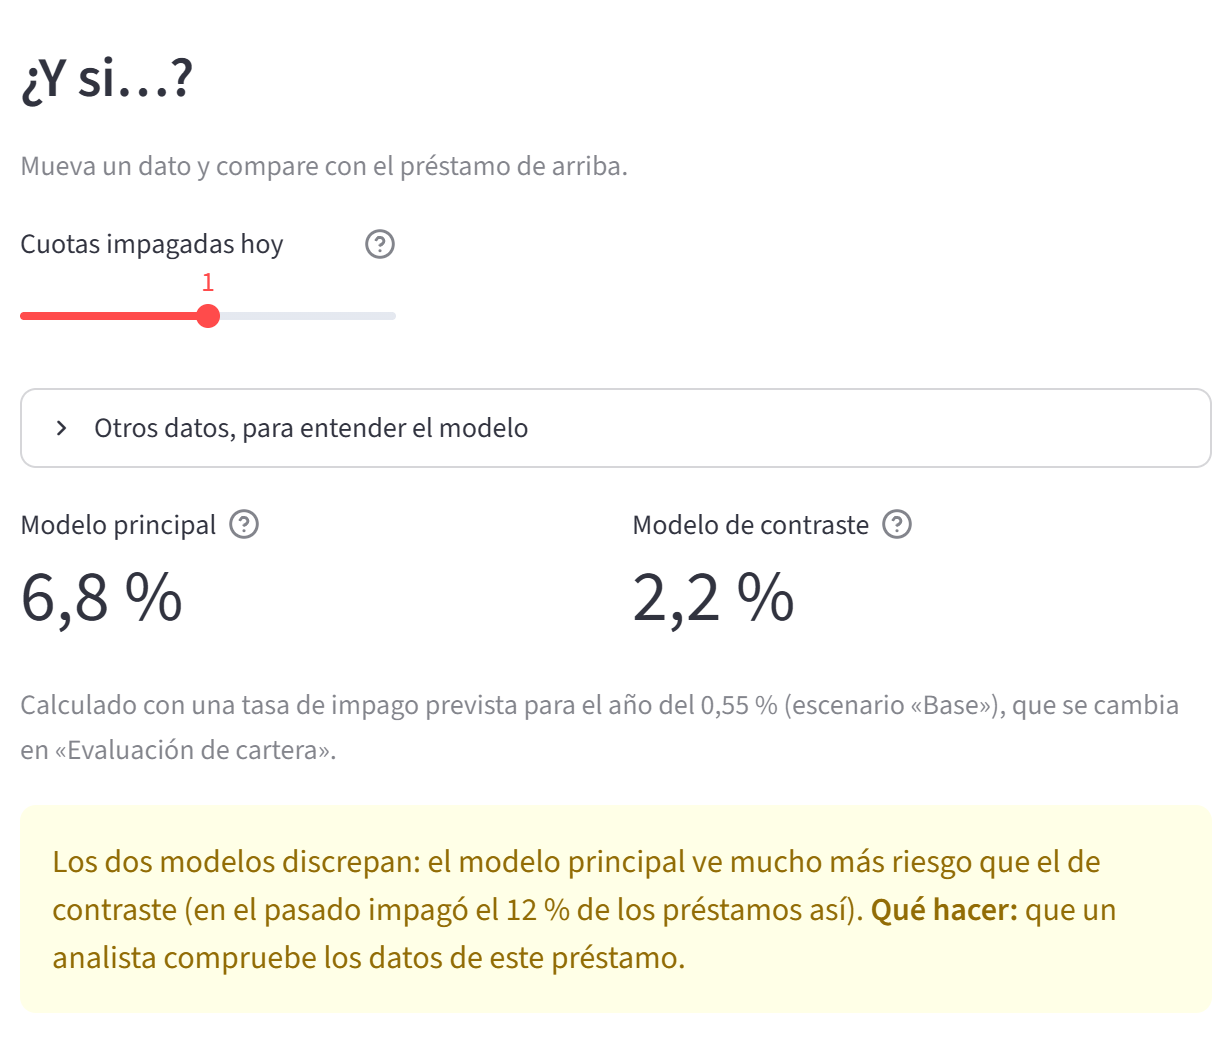 ¿Y si…?
Mueva un dato y compare con el préstamo de arriba.
Cuotas impagadas hoy
1
Otros datos, para entender el modelo
Modelo principal
6,8 %
Modelo de contraste
2,2 %
Calculado con una tasa de impago prevista para el año del 0,55 % (escenario «Base»), que se cambia
en «Evaluación de cartera».
Los dos modelos discrepan: el modelo principal ve mucho más riesgo que el de
contraste (en el pasado impagó el 12 % de los préstamos así). Qué hacer: que un
analista compruebe los datos de este préstamo.